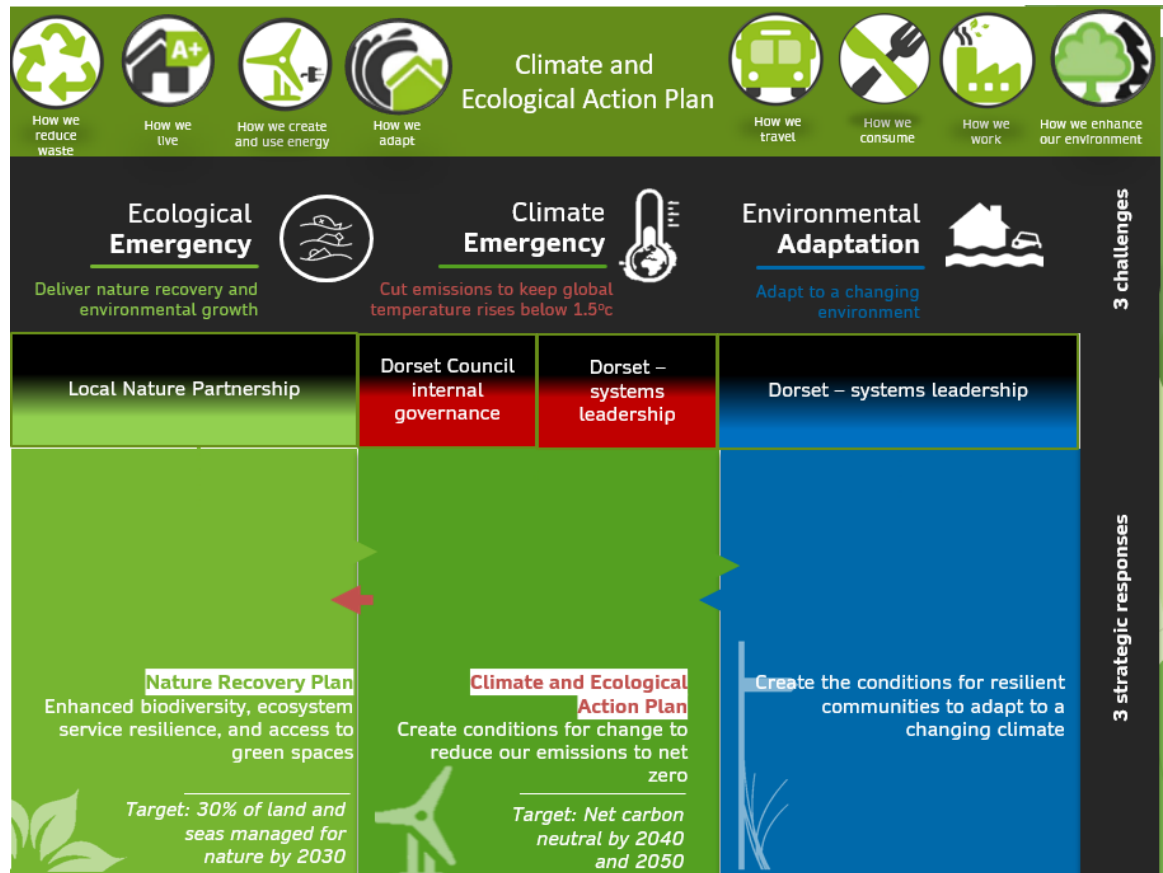 A+
Climate and
Ecological Action Plan
How we
reduce
waste
How we
live
How we create
and use energy
How we
adapt
How we
travel
How we
consume
How we
work
How we enhance
our environment
Ecological
Emergency
Deliver nature recovery and
environmental growth
Climate
Emergency
Cut emissions to keep global
temperature rises below 1.5ºc
Environmental
Adaptation
Adapt to a changing
environment
3 challenges
Local Nature Partnership
Dorset Council
internal
governance
Dorset –
systems
leadership
Dorset – systems leadership
Nature Recovery Plan
Enhanced biodiversity, ecosystem
service resilience, and access to
green spaces
Target: 30% of land and
seas managed for
nature by 2030
Climate and Ecological
Action Plan
Create conditions for change to
reduce our emissions to net
zero
Target: Net carbon
neutral by 2040
and 2050
Create the conditions for resilient
communities to adapt to a
changing climate
3 strategic responses